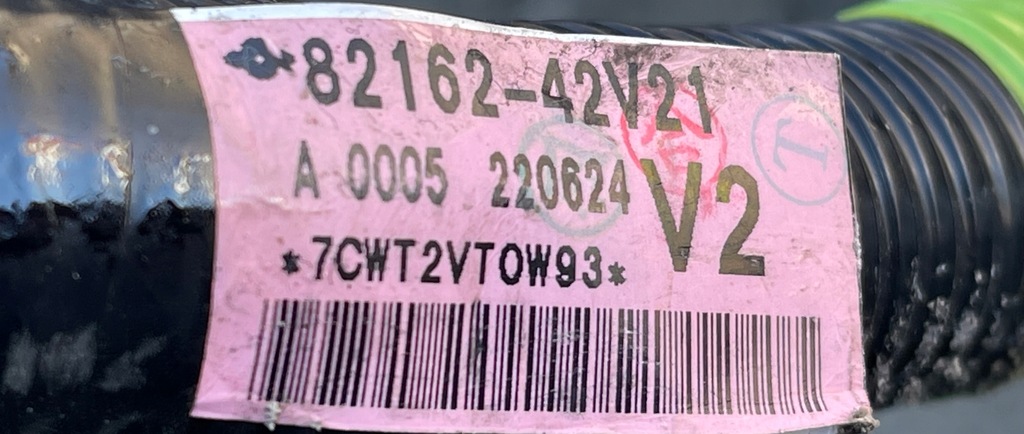 82162-42V21
A 0005 220624 V2
*7CWT2VTOW93*
T